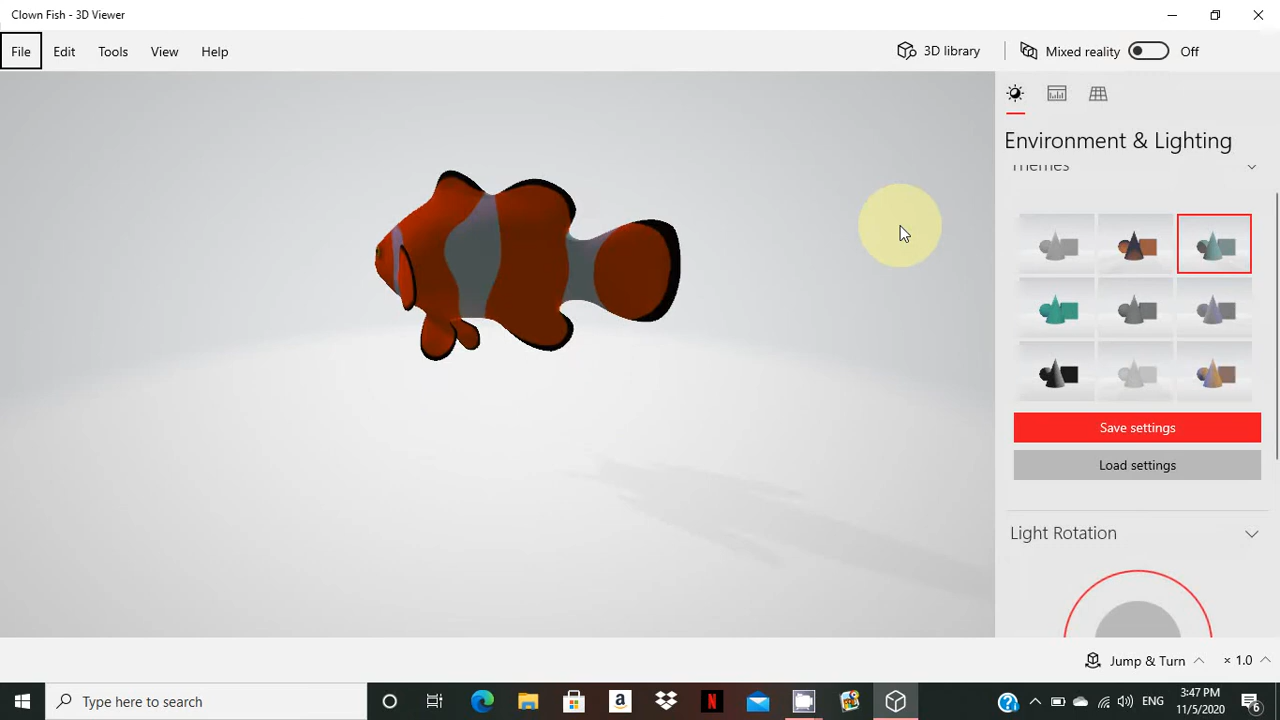 Clown Fish - 3D Viewer
File Edit Tools View Help 3D library Mixed reality Off
Environment & Lighting
Themes
Save settings
Load settings
Light Rotation
Jump & Turn × 1.0
Type here to search
ENG
3:47 PM
11/5/2020
6